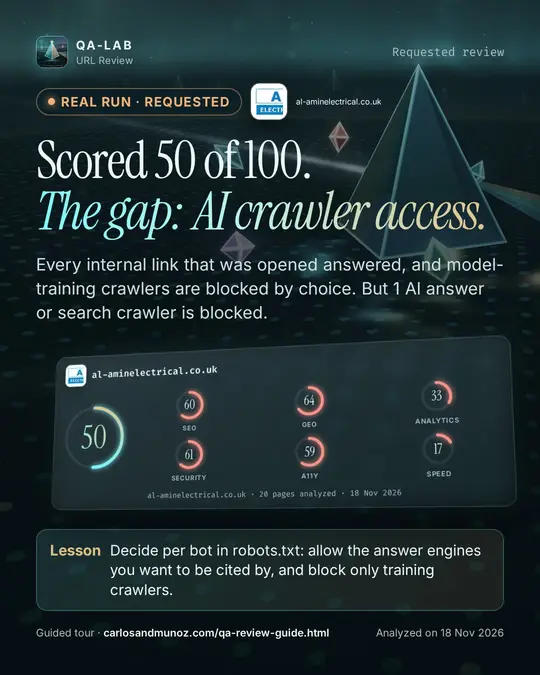 QA-LAB
URL Review
Requested review
REAL RUN · REQUESTED
A
ELECTRI
al-aminelectrical.co.uk
Scored 50 of 100.
The gap: AI crawler access.
Every internal link that was opened answered, and model-
training crawlers are blocked by choice. But 1 AI answer
or search crawler is blocked.
A
al-aminelectrical.co.uk
50
60
SEO
64
GEO
33
ANALYTICS
61
SECURITY
59
A11Y
17
SPEED
al-aminelectrical.co.uk · 20 pages analyzed · 18 Nov 2026
Lesson Decide per bot in robots.txt: allow the answer engines
you want to be cited by, and block only training
crawlers.
Guided tour · carlosandmunoz.com/qa-review-guide.html
Analyzed on 18 Nov 2026